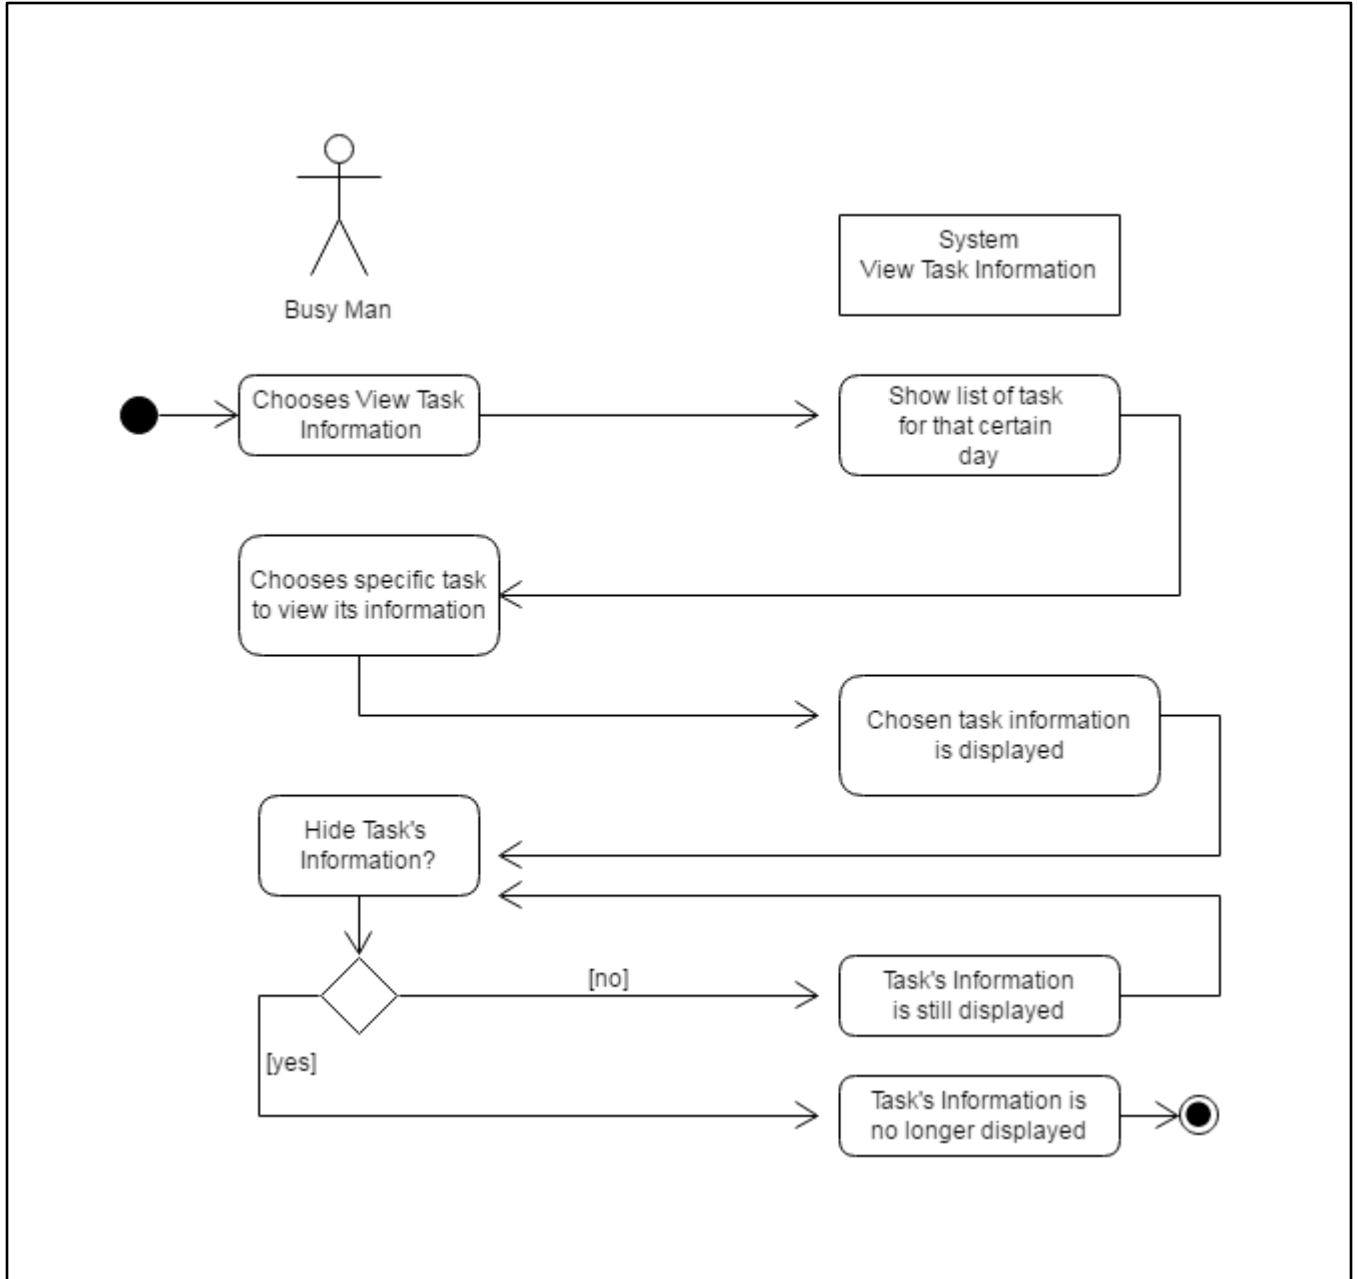 Busy Man
System
View Task Information
Chooses View Task
Information
Show list of task
for that certain
day
Chooses specific task
to view its information
Chosen task information
is displayed
Hide Task's
Information?
[no]
Task's Information
is still displayed
[yes]
Task's Information is
no longer displayed